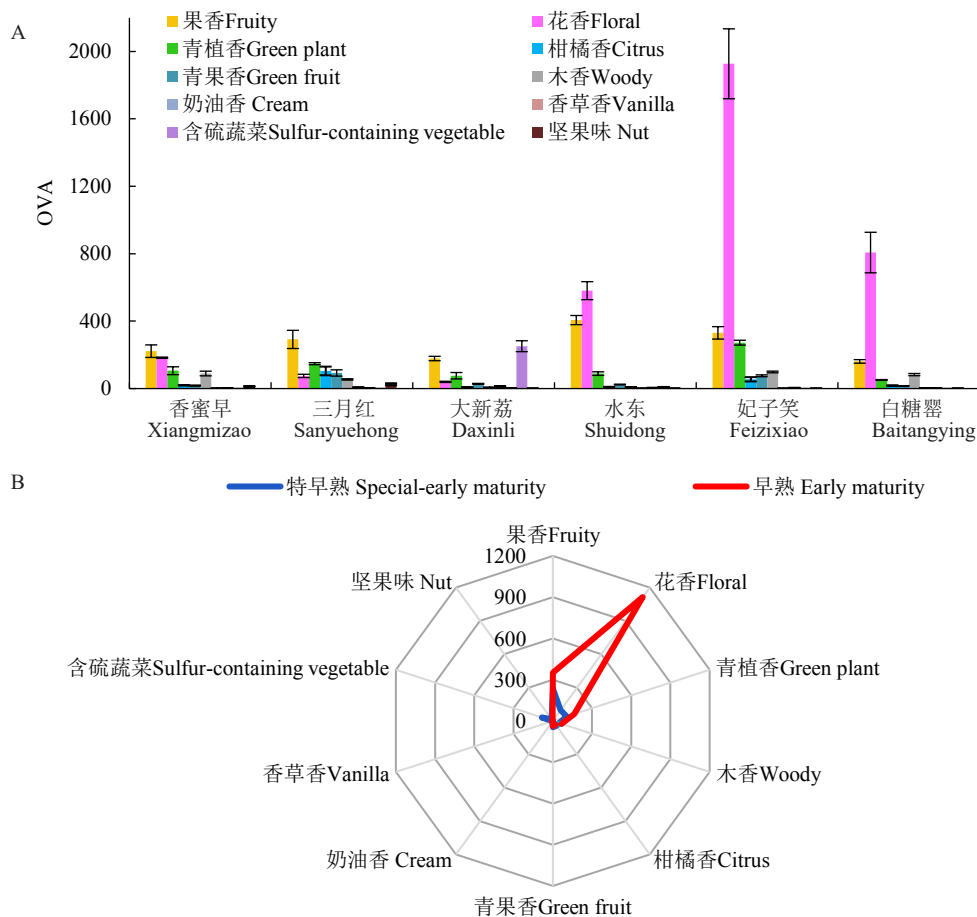 A
果香Fruity
花香Floral
青植香Green plant
柑橘香Citrus
青果香Green fruit
木香Woody
奶油香 Cream
香草香Vanilla
含硫蔬菜Sulfur-containing vegetable
坚果味 Nut
OVA
2000
1600
1200
800
400
0
香蜜早
Xiangmizao
三月红
Sanyuehong
大新荔
Daxinli
水东
Shuidong
妃子笑
Feizixiao
白糖罂
Baitangying
B
特早熟 Special-early maturity
早熟 Early maturity
果香Fruity
花香Floral
青植香Green plant
木香Woody
柑橘香Citrus
青果香Green fruit
奶油香 Cream
香草香Vanilla
含硫蔬菜Sulfur-containing vegetable
坚果味 Nut
1200
900
600
300
0